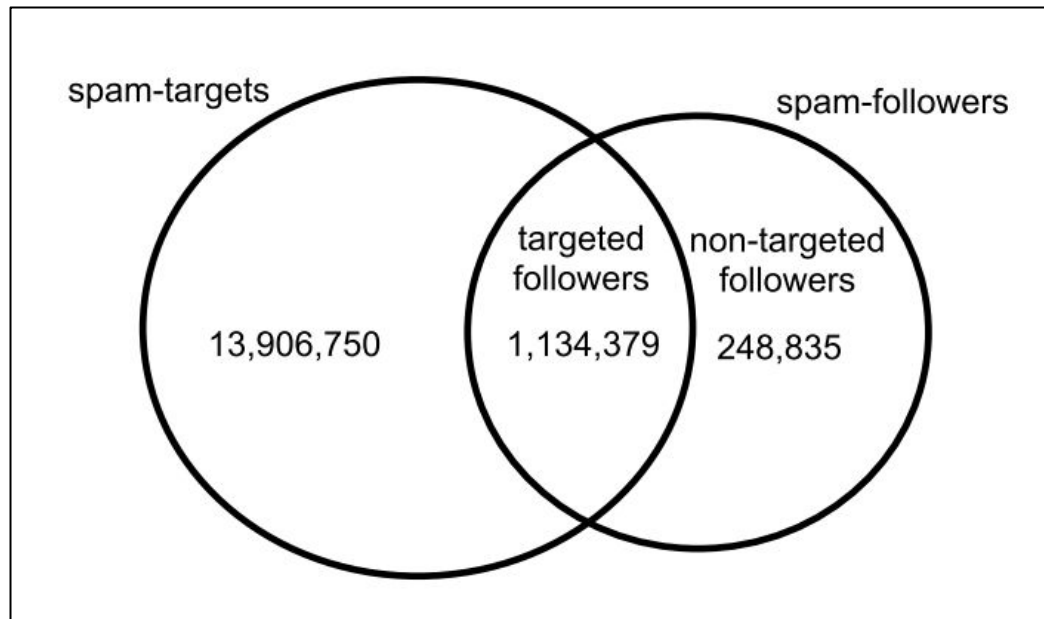 spam-targets
spam-followers
targeted
followers
non-targeted
followers
13,906,750
1,134,379
248,835